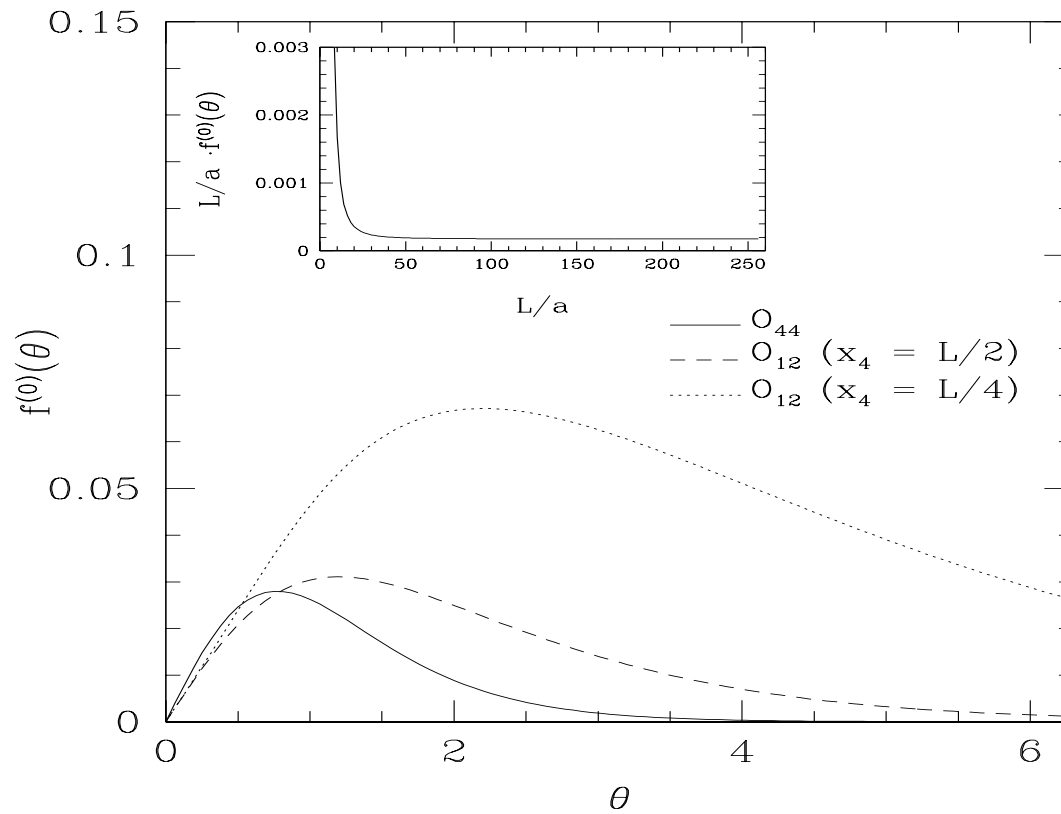 0.15
0.1
0.05
0
f⁽⁰⁾(θ)
0.003
0.002
0.001
0
L/a ·f⁽⁰⁾(θ)
0 50 100 150 200 250
L/a
O₄₄
O₁₂ (x₄ = L/2)
O₁₂ (x₄ = L/4)
0 2 4 6
θ